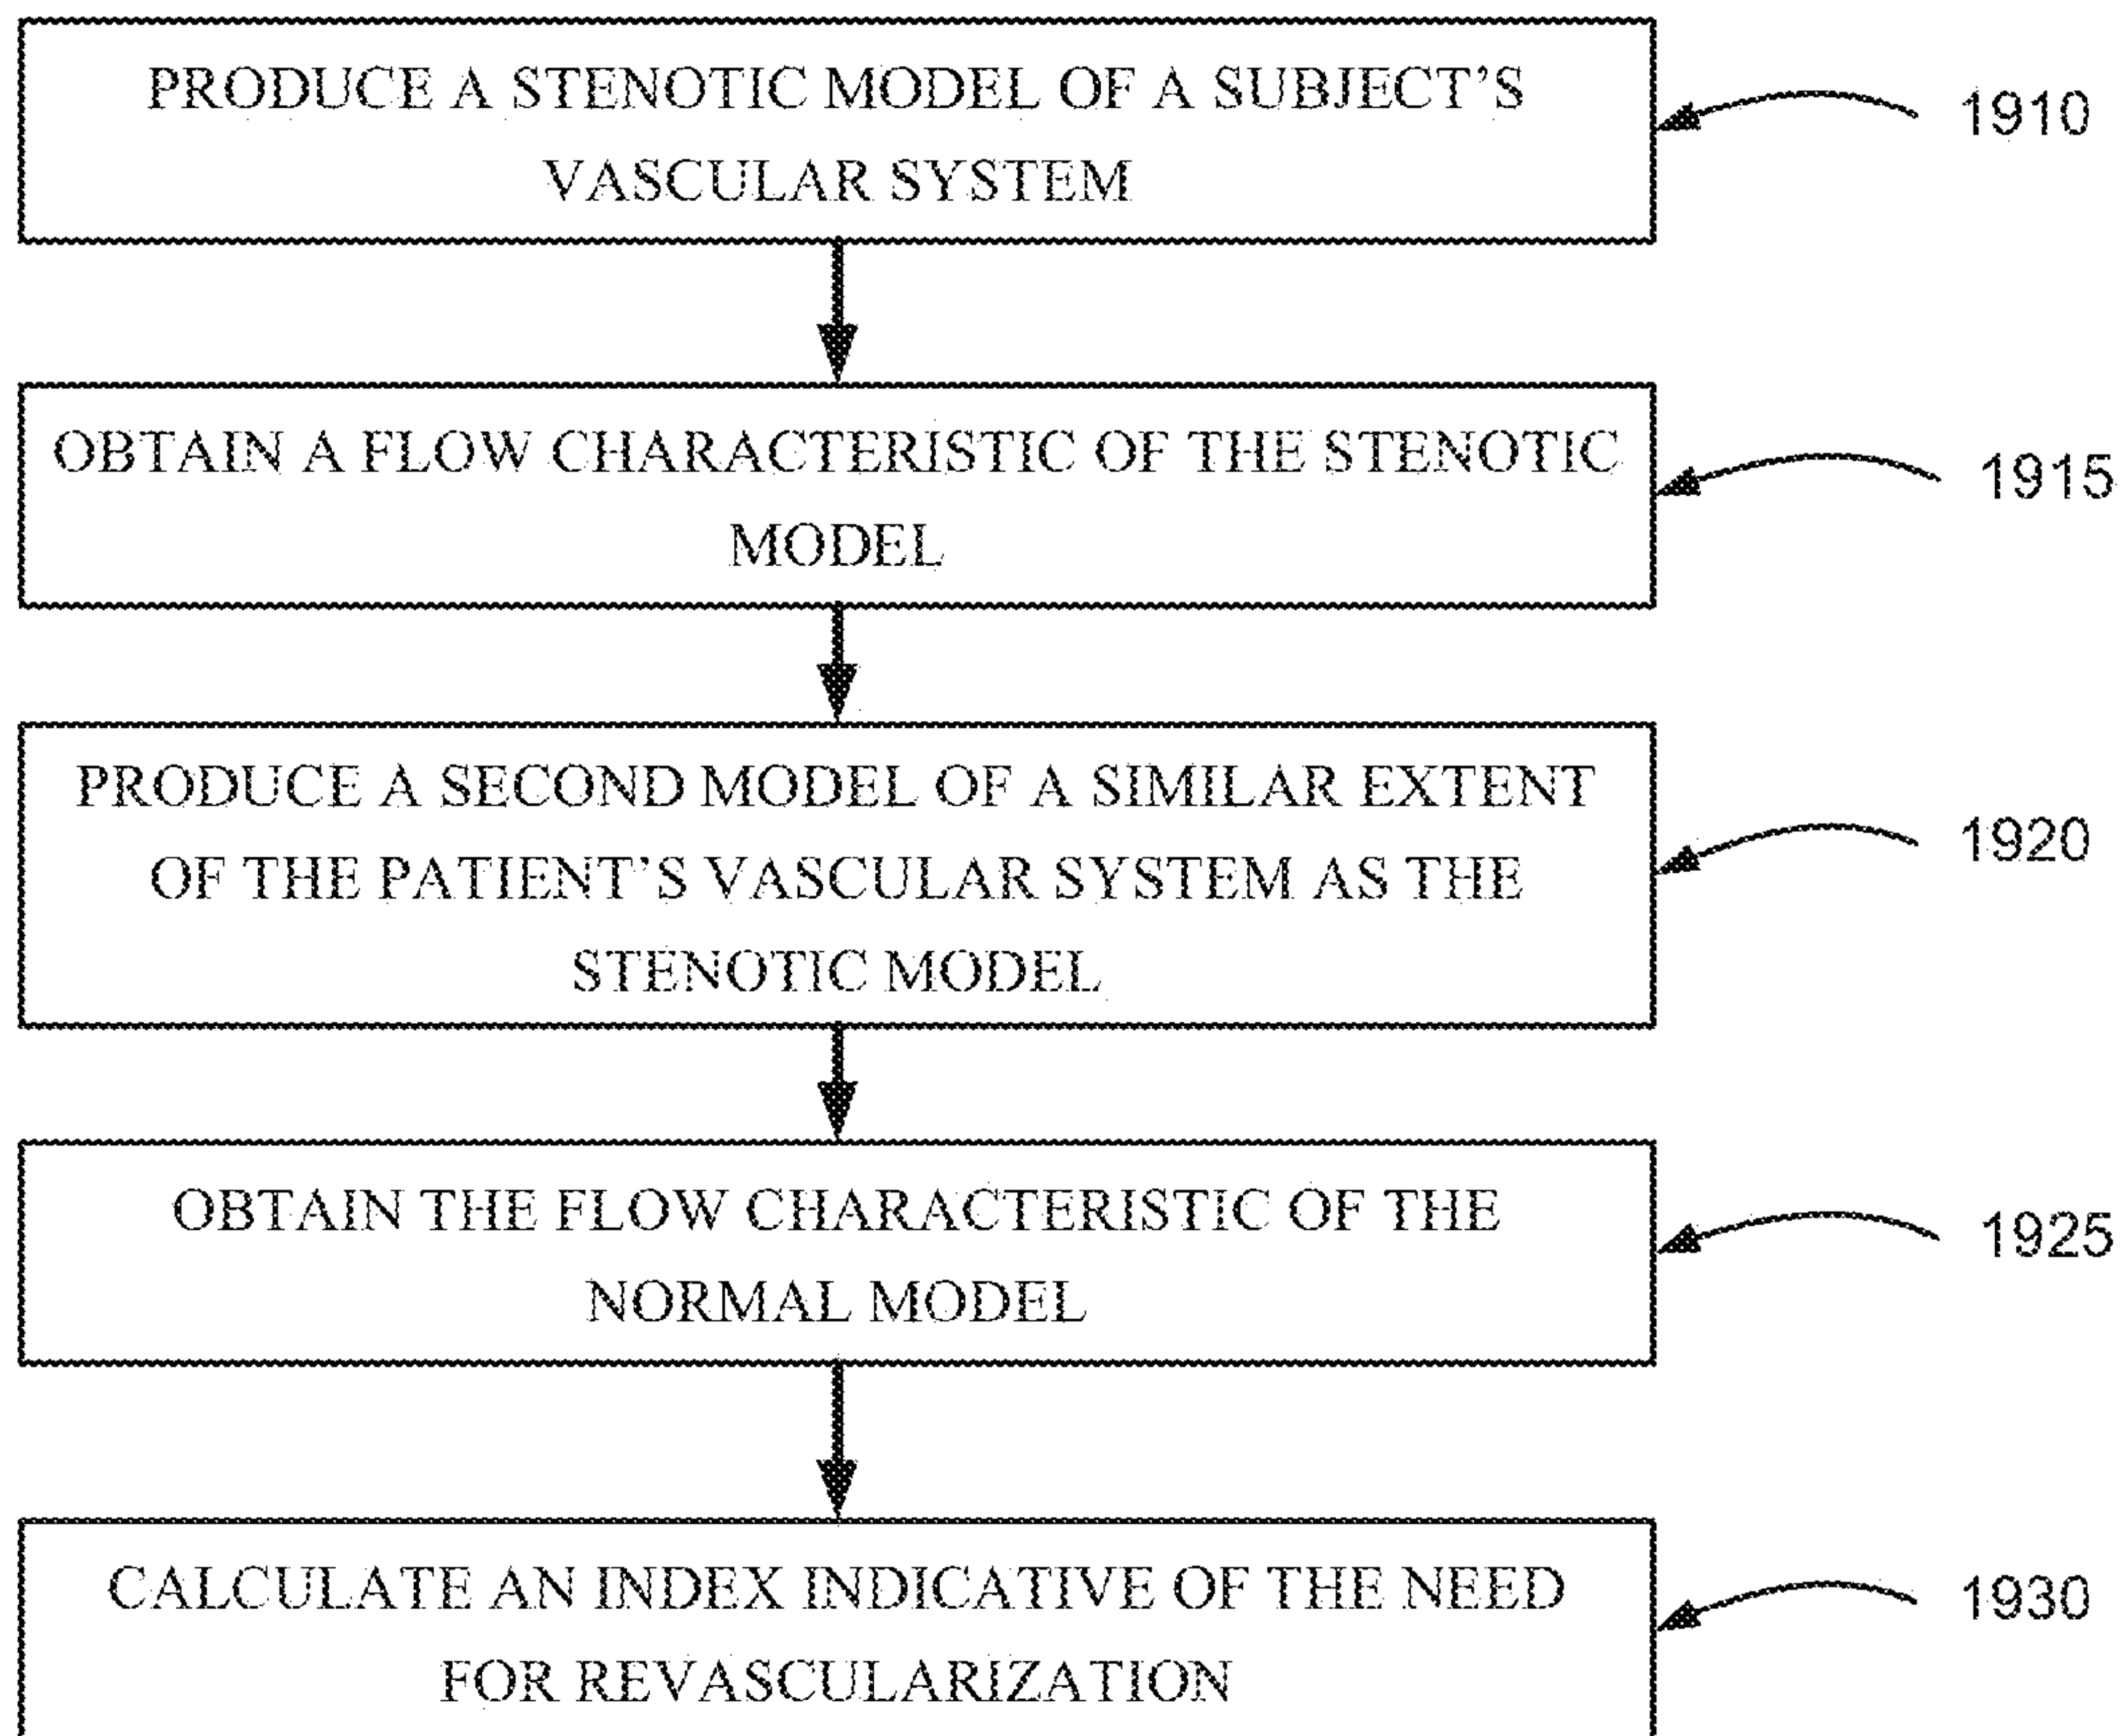 PRODUCE A STENOTIC MODEL OF A SUBJECT'S
VASCULAR SYSTEM
1910
OBTAIN A FLOW CHARACTERISTIC OF THE STENOTIC
MODEL
1915
PRODUCE A SECOND MODEL OF A SIMILAR EXTENT
OF THE PATIENT'S VASCULAR SYSTEM AS THE
STENOTIC MODEL
1920
OBTAIN THE FLOW CHARACTERISTIC OF THE
NORMAL MODEL
1925
CALCULATE AN INDEX INDICATIVE OF THE NEED
FOR REVASCULARIZATION
1930